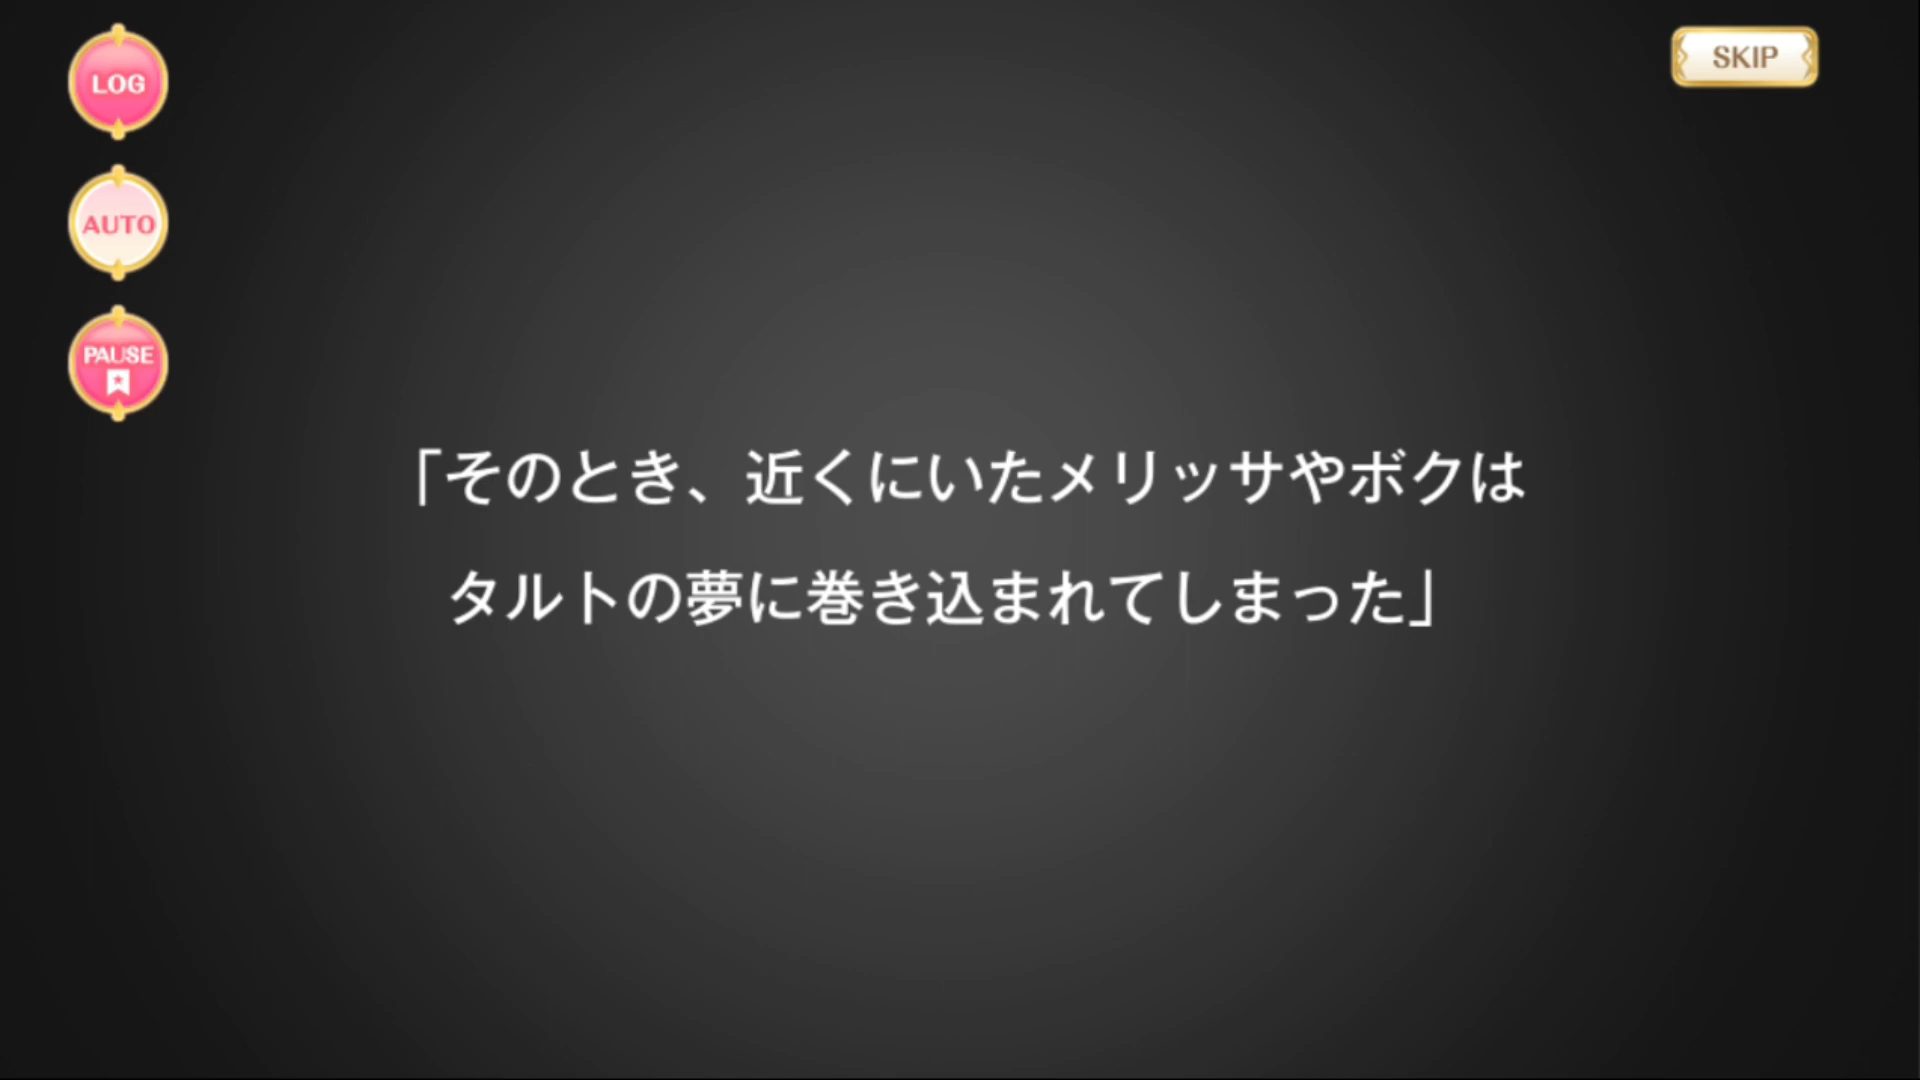 LOG
SKIP
AUTO
PAUSE
「そのとき、近くにいたメリッサやボクは
タルトの夢に巻き込まれてしまった」